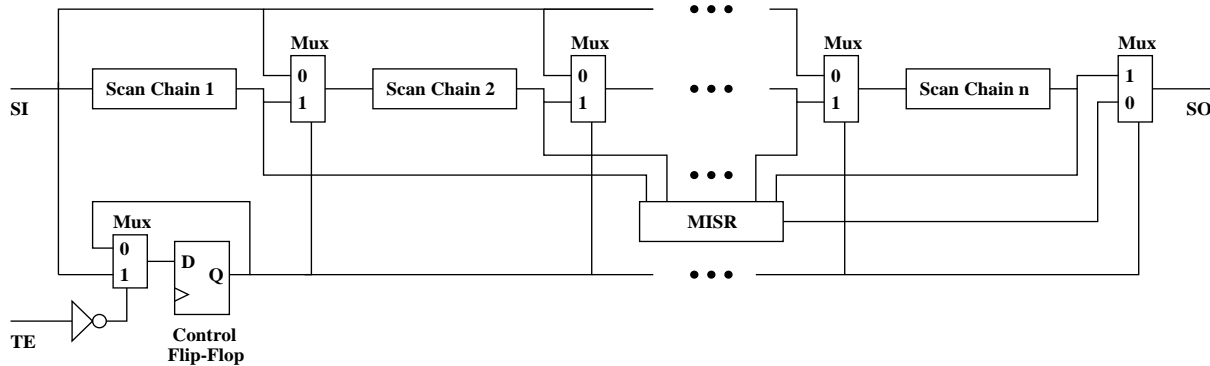 Mux
Mux
Mux
Mux
0
1
0
1
0
1
1
0
Scan Chain 1
Scan Chain 2
Scan Chain n
SI
SO
MISR
Mux
0
1
D
Q
TE
Control
Flip-Flop